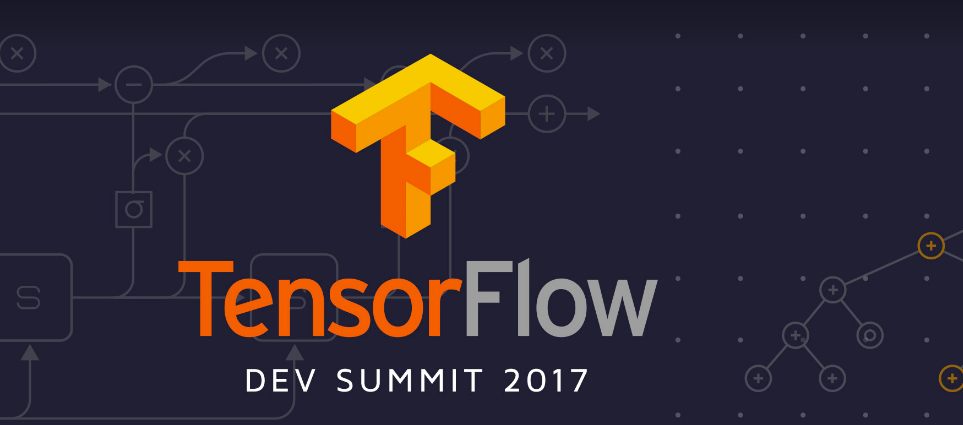 TensorFlow
DEV SUMMIT 2017
S
S
σ